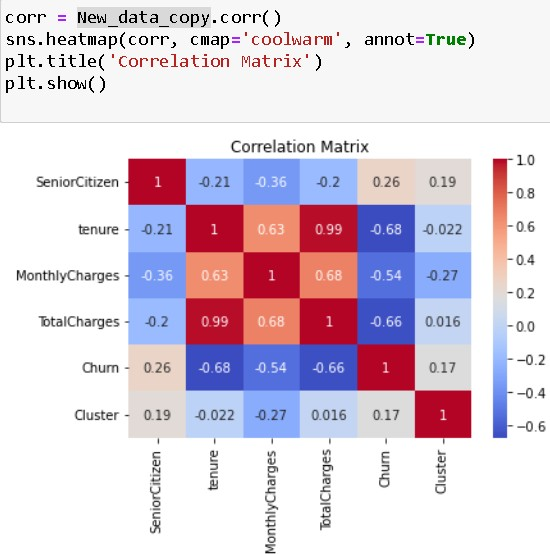 corr = New_data_copy.corr()
sns.heatmap(corr, cmap='coolwarm', annot=True)
plt.title('Correlation Matrix')
plt.show()
Correlation Matrix
SeniorCitizen 1 -0.21 -0.36 -0.2 0.26 0.19
tenure -0.21 1 0.63 0.99 -0.68 -0.022
MonthlyCharges -0.36 0.63 1 0.68 -0.54 -0.27
TotalCharges -0.2 0.99 0.68 1 -0.66 0.016
Churn 0.26 -0.68 -0.54 -0.66 1 0.17
Cluster 0.19 -0.022 -0.27 0.016 0.17 1
SeniorCitizen
tenure
MonthlyCharges
TotalCharges
Churn
Cluster
1.0
0.8
0.6
0.4
0.2
0.0
−0.2
−0.4
−0.6